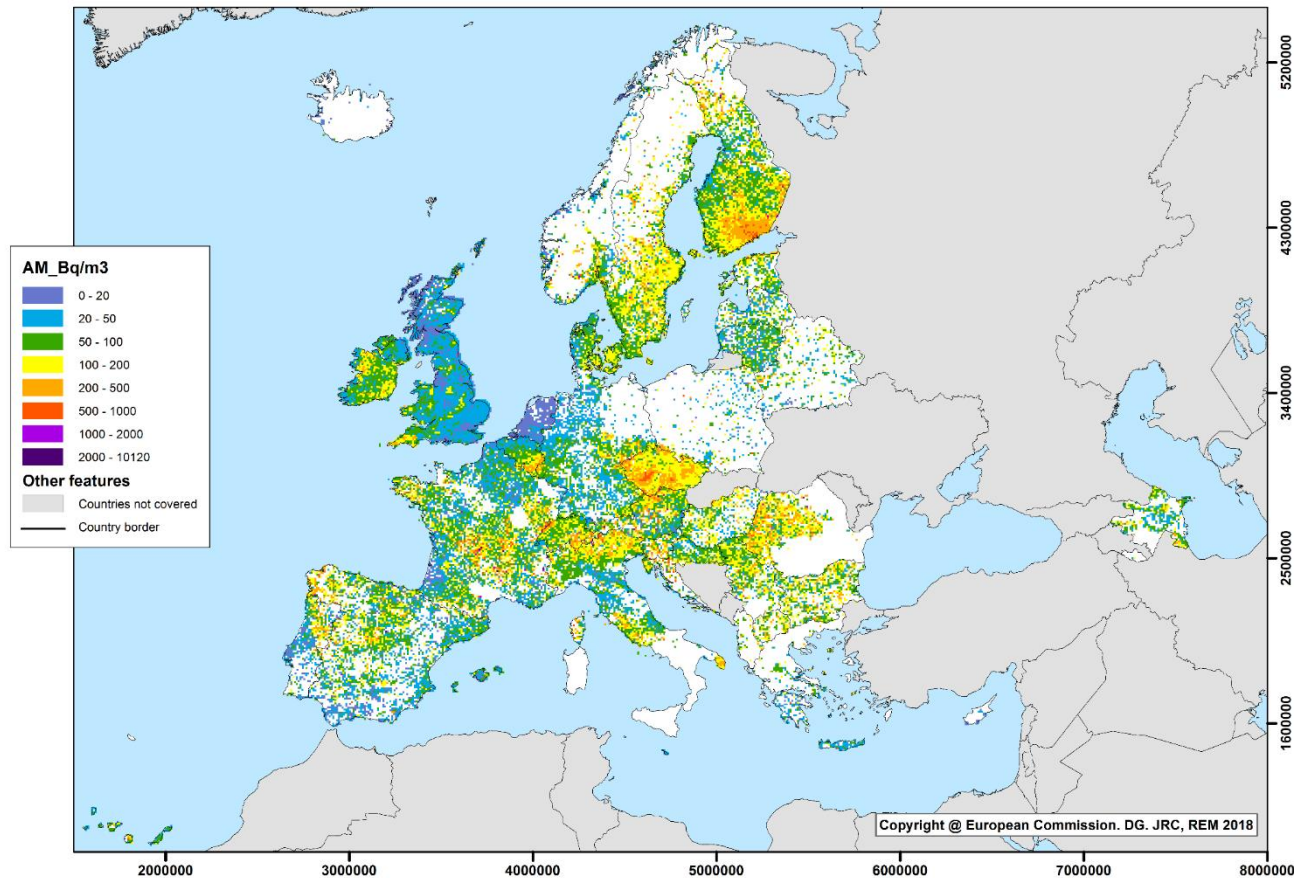 AM_Bq/m3
0 - 20
20 - 50
50 - 100
100 - 200
200 - 500
500 - 1000
1000 - 2000
2000 - 10120
Other features
Countries not covered
Country border
5200000
4300000
3400000
2500000
1600000
Copyright @ European Commission. DG. JRC, REM 2018
2000000 3000000 4000000 5000000 6000000 7000000 8000000